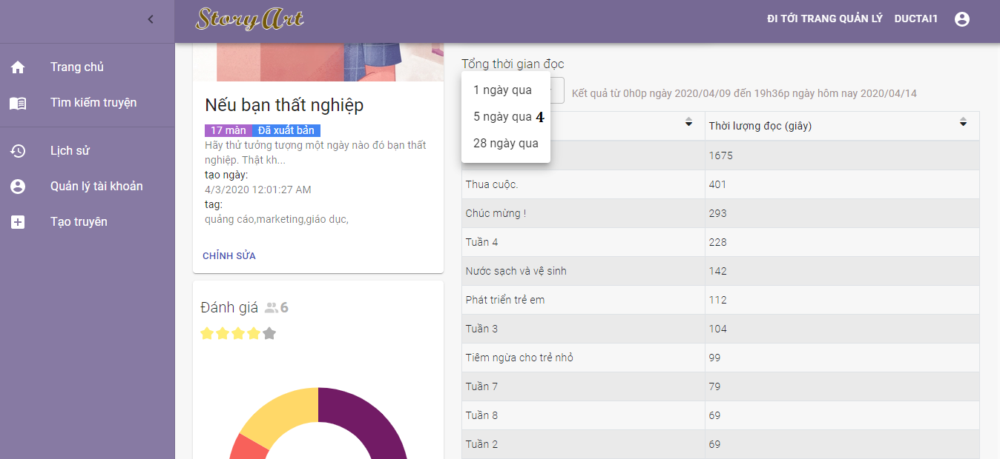 StoryArt
ĐI TỚI TRANG QUẢN LÝ DUCTAI1
Trang chủ
Tìm kiếm truyện
Lịch sử
Quản lý tài khoản
Tạo truyên
Nếu bạn thất nghiệp
17 màn Đã xuất bản
Hãy thử tưởng tượng một ngày nào đó bạn thất
nghiệp. Thật kh...
tạo ngày:
4/3/2020 12:01:27 AM
tag:
quảng cáo,marketing,giáo dục,
CHỈNH SỬA
Đánh giá 6
Tổng thời gian đọc
1 ngày qua
5 ngày qua 4
28 ngày qua
Kết quả từ 0h0p ngày 2020/04/09 đến 19h36p ngày hôm nay 2020/04/14
Thời lượng đọc (giây)
1675
Thua cuộc. 401
Chúc mừng ! 293
Tuần 4 228
Nước sạch và vệ sinh 142
Phát triển trẻ em 112
Tuần 3 104
Tiêm ngừa cho trẻ nhỏ 99
Tuần 7 79
Tuần 8 69
Tuần 2 69